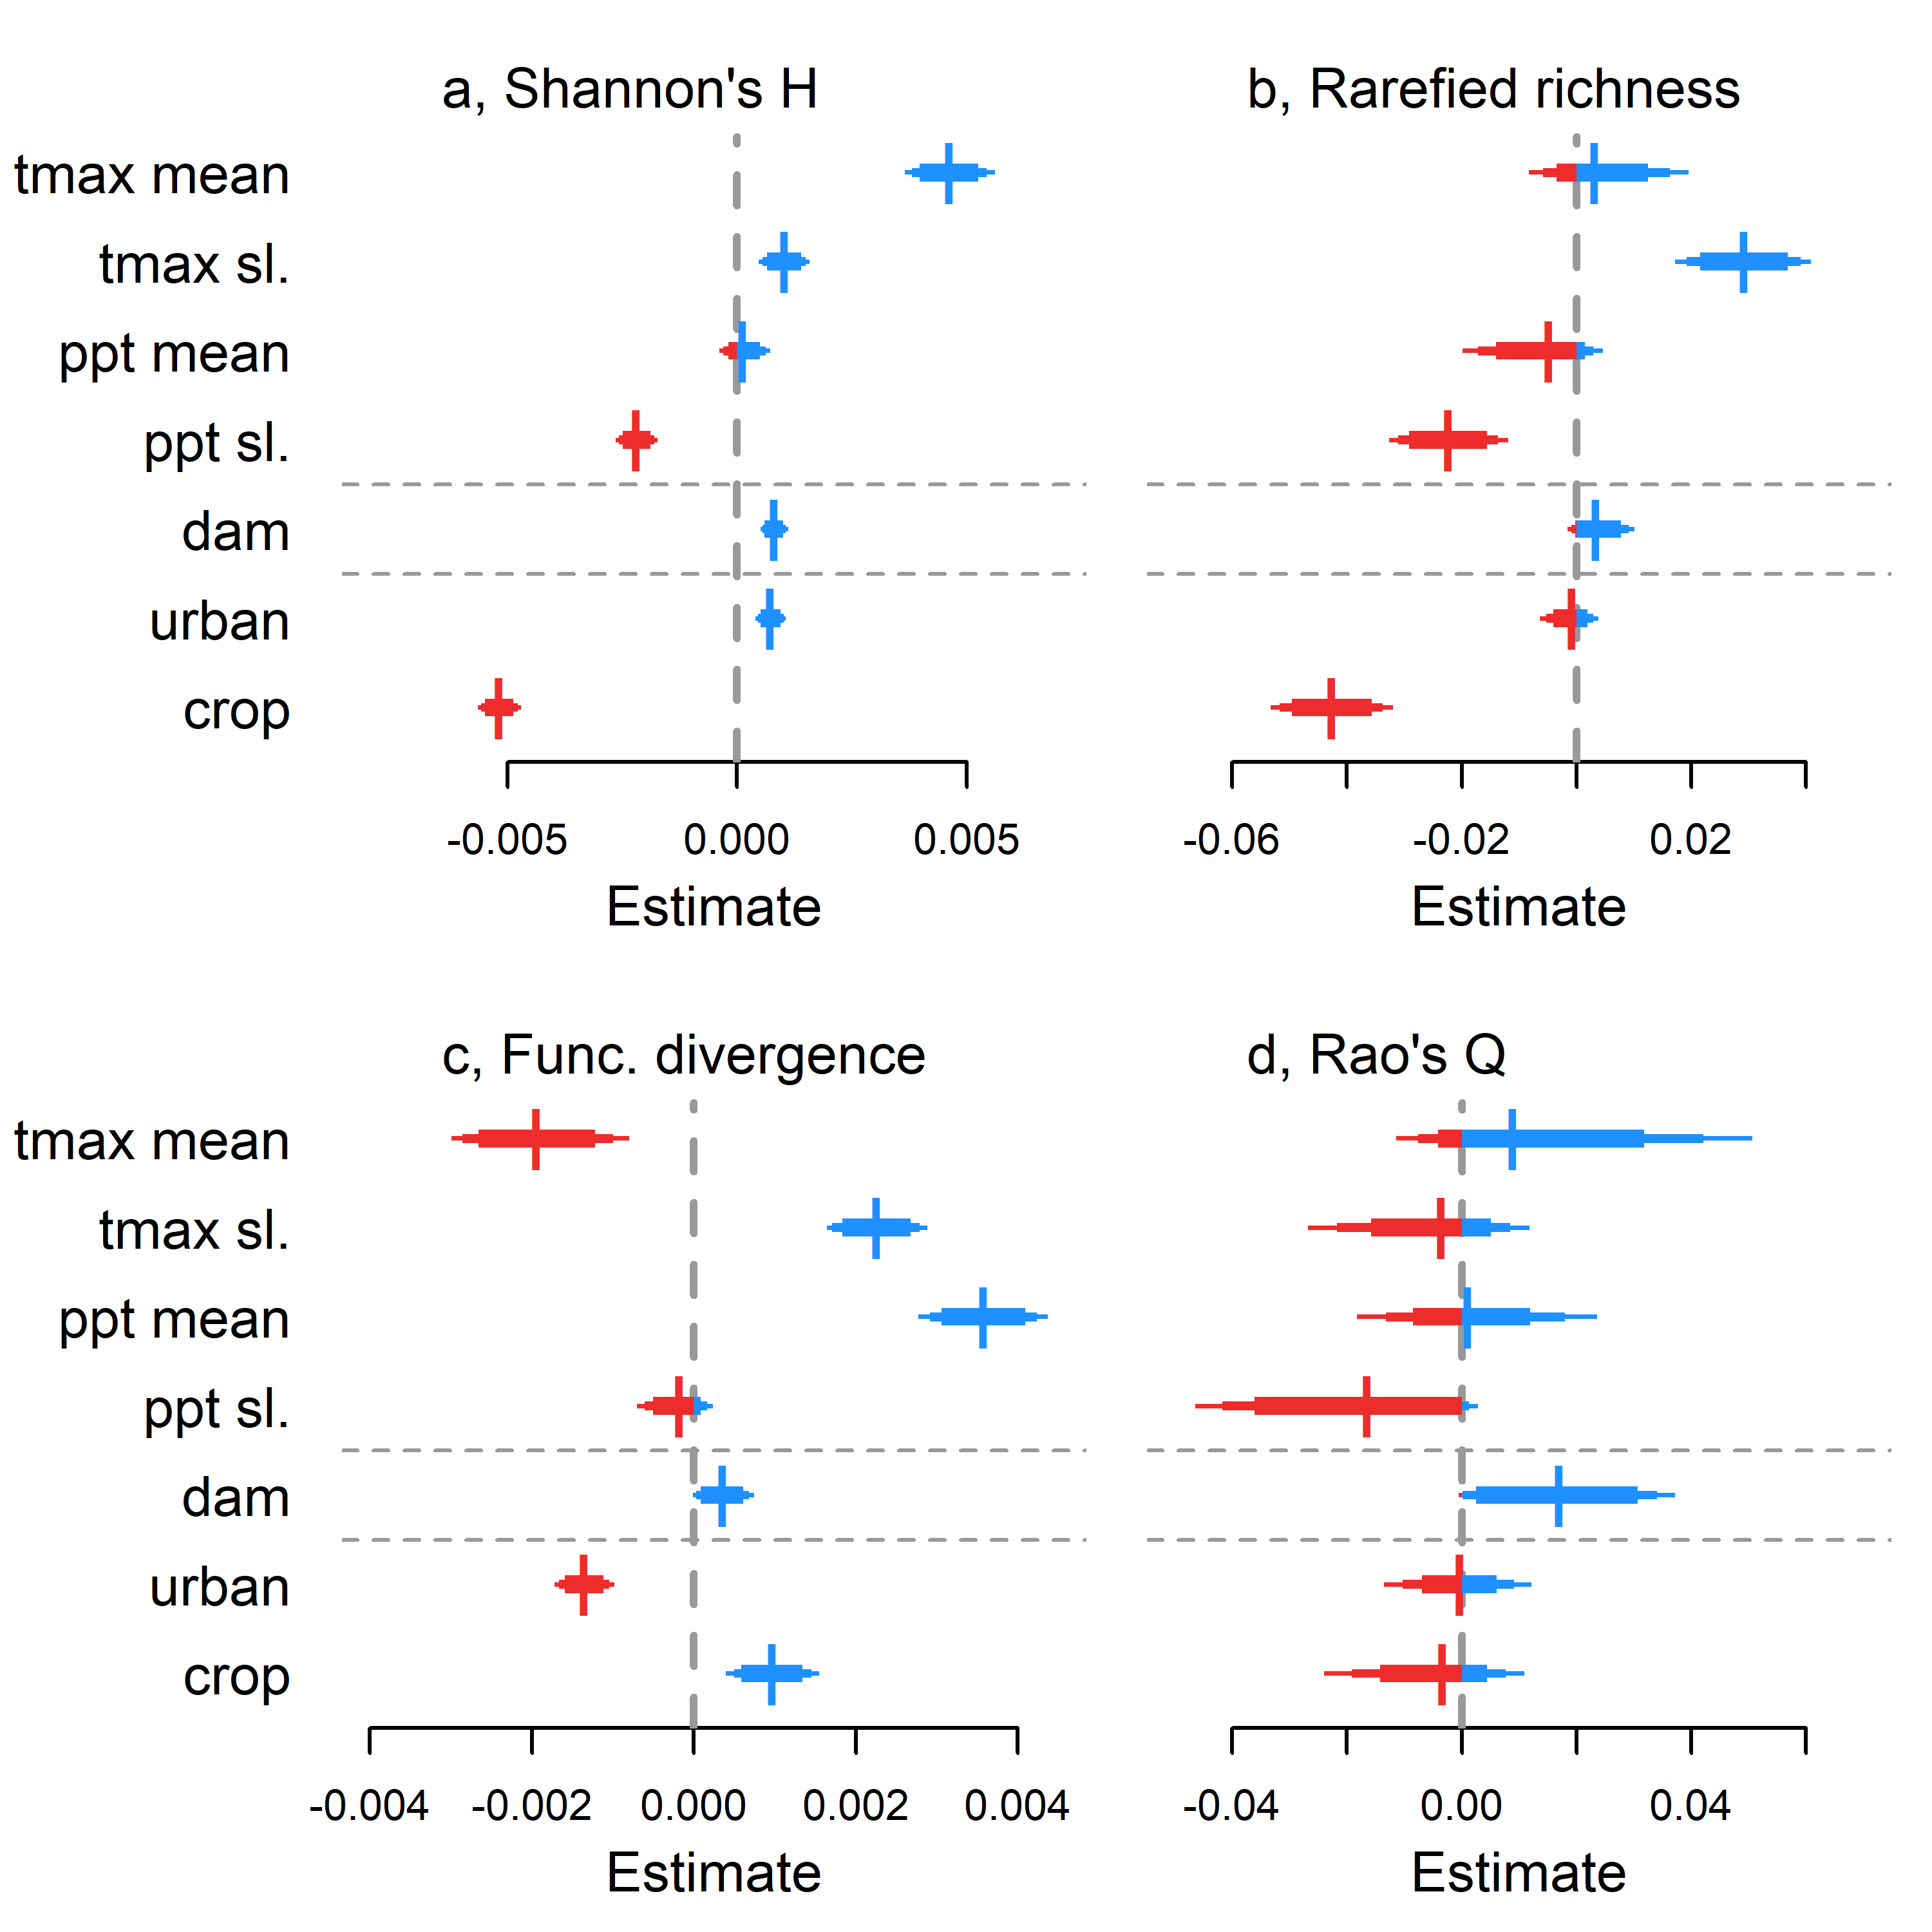 a, Shannon's H
tmax mean
tmax sl.
ppt mean
ppt sl.
dam
urban
crop
-0.005 0.000 0.005
Estimate
b, Rarefied richness
-0.06 -0.02 0.02
Estimate
c, Func. divergence
tmax mean
tmax sl.
ppt mean
ppt sl.
dam
urban
crop
-0.004 -0.002 0.000 0.002 0.004
Estimate
d, Rao's Q
-0.04 0.00 0.04
Estimate